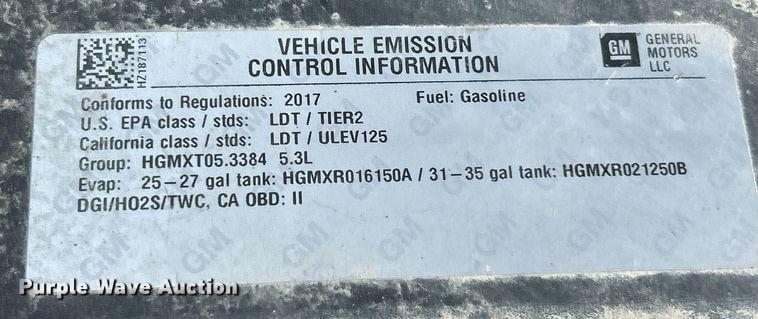 VEHICLE EMISSION
CONTROL INFORMATION
GM
GENERAL
MOTORS
LLC
HZ187113
Conforms to Regulations: 2017 Fuel: Gasoline
U.S. EPA class / stds: LDT / TIER2
California class / stds: LDT / ULEV125
Group: HGMXT05.3384 5.3L
Evap: 25-27 gal tank: HGMXR016150A / 31-35 gal tank: HGMXR021250B
DGI/HO2S/TWC, CA OBD: II
Purple Wave Auction